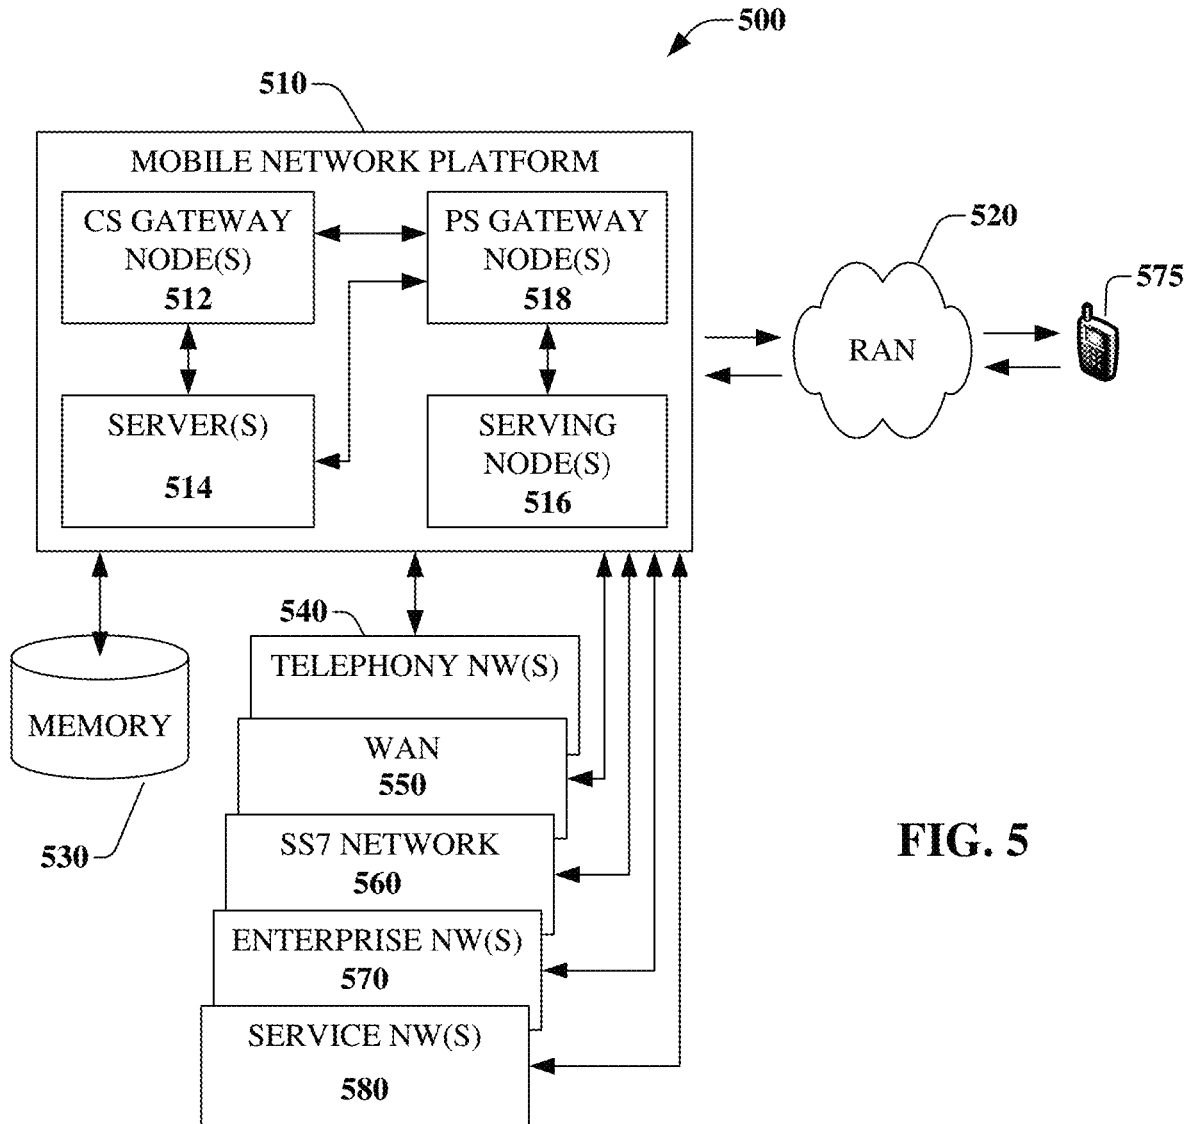 500
510
MOBILE NETWORK PLATFORM
CS GATEWAY
NODE(S)
512
PS GATEWAY
NODE(S)
518
520
575
RAN
SERVER(S)
514
SERVING
NODE(S)
516
540
TELEPHONY NW(S)
MEMORY
530
WAN
550
SS7 NETWORK
560
ENTERPRISE NW(S)
570
SERVICE NW(S)
580
FIG. 5